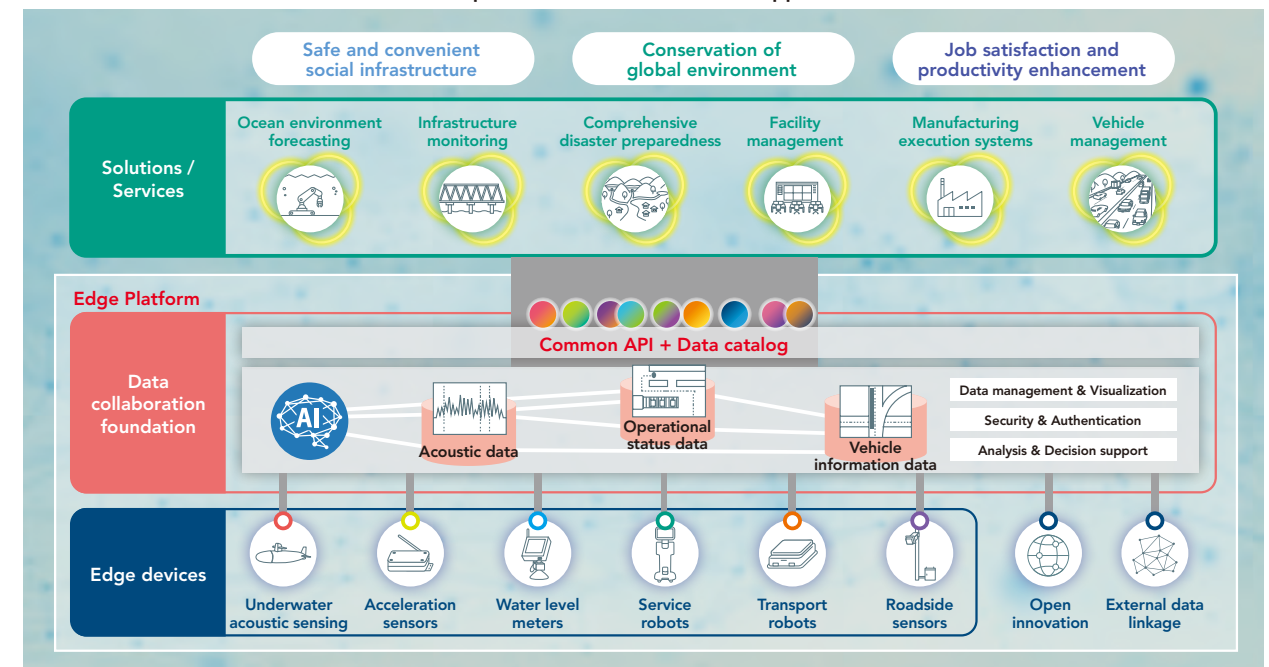 Safe and convenient
social infrastructure
Conservation of
global environment
Job satisfaction and
productivity enhancement
Solutions /
Services
Ocean environment
forecasting
Infrastructure
monitoring
Comprehensive
disaster preparedness
Facility
management
Manufacturing
execution systems
Vehicle
management
Edge Platform
Common API + Data catalog
Data
collaboration
foundation
AI
Acoustic data
Operational
status data
Vehicle
information data
Data management & Visualization
Security & Authentication
Analysis & Decision support
Edge devices
Underwater
acoustic sensing
Acceleration
sensors
Water level
meters
Service
robots
Transport
robots
Roadside
sensors
Open
innovation
External data
linkage